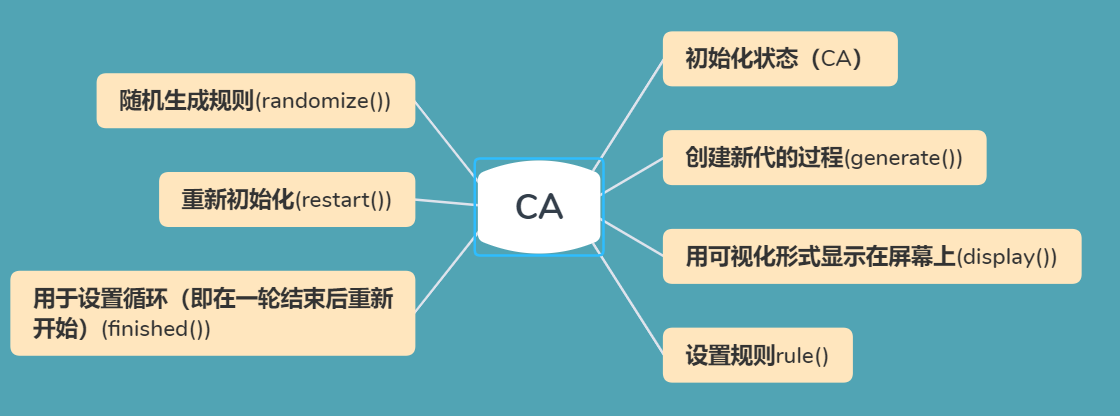 CA
初始化状态（CA）
创建新代的过程(generate())
用可视化形式显示在屏幕上(display())
设置规则rule()
随机生成规则(randomize())
重新初始化(restart())
用于设置循环（即在一轮结束后重新
开始）(finished())